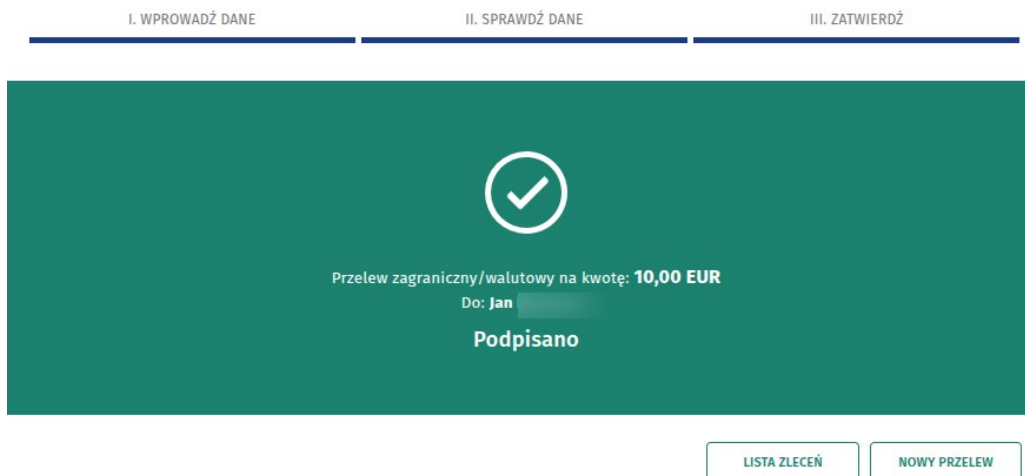 I. WPROWADŹ DANE II. SPRAWDŹ DANE III. ZATWIERDŹ
Przelew zagraniczny/walutowy na kwotę: 10,00 EUR
Do: Jan
Podpisano
LISTA ZLECEŃ NOWY PRZELEW